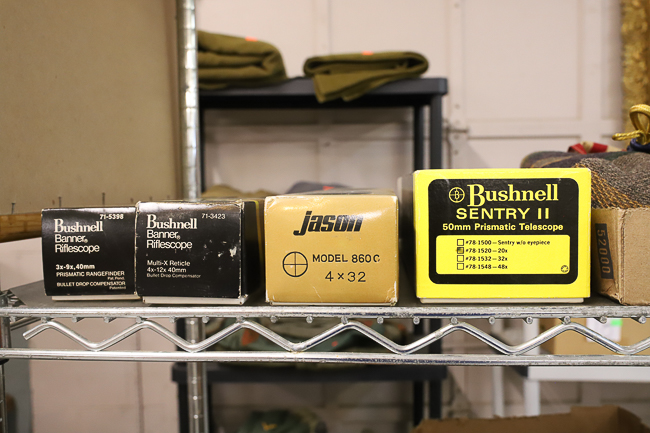 71-5398
Bushnell
Banner®
Riflescope
3x-9x, 40mm
PRISMATIC RANGEFINDER
Pat. Pend.
BULLET DROP COMPENSATOR
71-3423
Bushnell
Banner®
Riflescope
Multi-X Reticle
4x-12x 40mm
Bullet Drop Compensator
Jason
MODEL 860C
4×32
Bushnell
SENTRY II
50mm Prismatic Telescope
#78-1500—Sentry w/o eyepiece
#78-1520—20x
#78-1532—32x
#78-1548—48x